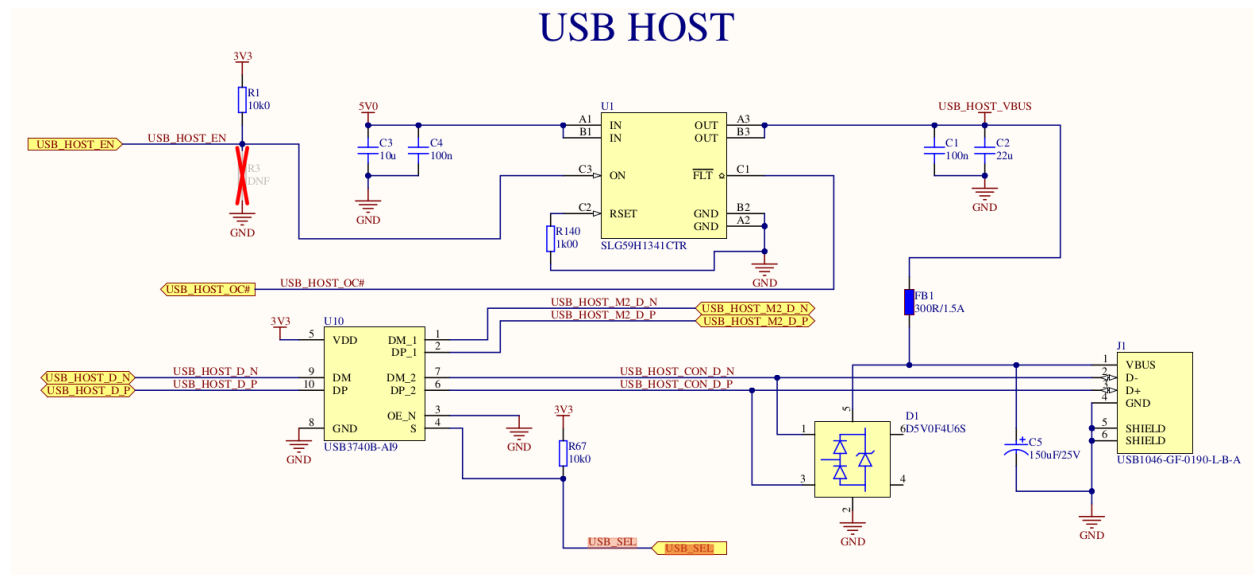 USB HOST
3V3
R1
10k0
USB_HOST_EN
USB_HOST_EN
R3
DNF
GND
5V0
C3
10u
C4
100n
GND
U1
A1 IN OUT A3
B1 IN OUT B3
C3 ON FLT C1
C2 RSET GND B2
GND A2
SLG59H1341CTR
R140
1k00
GND
USB_HOST_VBUS
C1
100n
C2
22u
GND
USB_HOST_OC#
USB_HOST_OC#
FB1
300R/1.5A
3V3
U10
5 VDD DM_1 1
DP_1 2
9 DM DM_2 7
10 DP DP_2 6
OE_N 3
S 4
8 GND
USB3740B-AI9
GND
USB_HOST_D_N
USB_HOST_D_N
USB_HOST_D_P
USB_HOST_D_P
USB_HOST_M2_D_N
USB_HOST_M2_D_N
USB_HOST_M2_D_P
USB_HOST_M2_D_P
USB_HOST_CON_D_N
USB_HOST_CON_D_P
GND
3V3
R67
10k0
USB_SEL
USB_SEL
D1
D5V0F4U6S
5
1
6
3
4
2
GND
C5
150uF/25V
J1
1 VBUS
2 D-
3 D+
4 GND
5 SHIELD
6 SHIELD
USB1046-GF-0190-L-B-A
GND